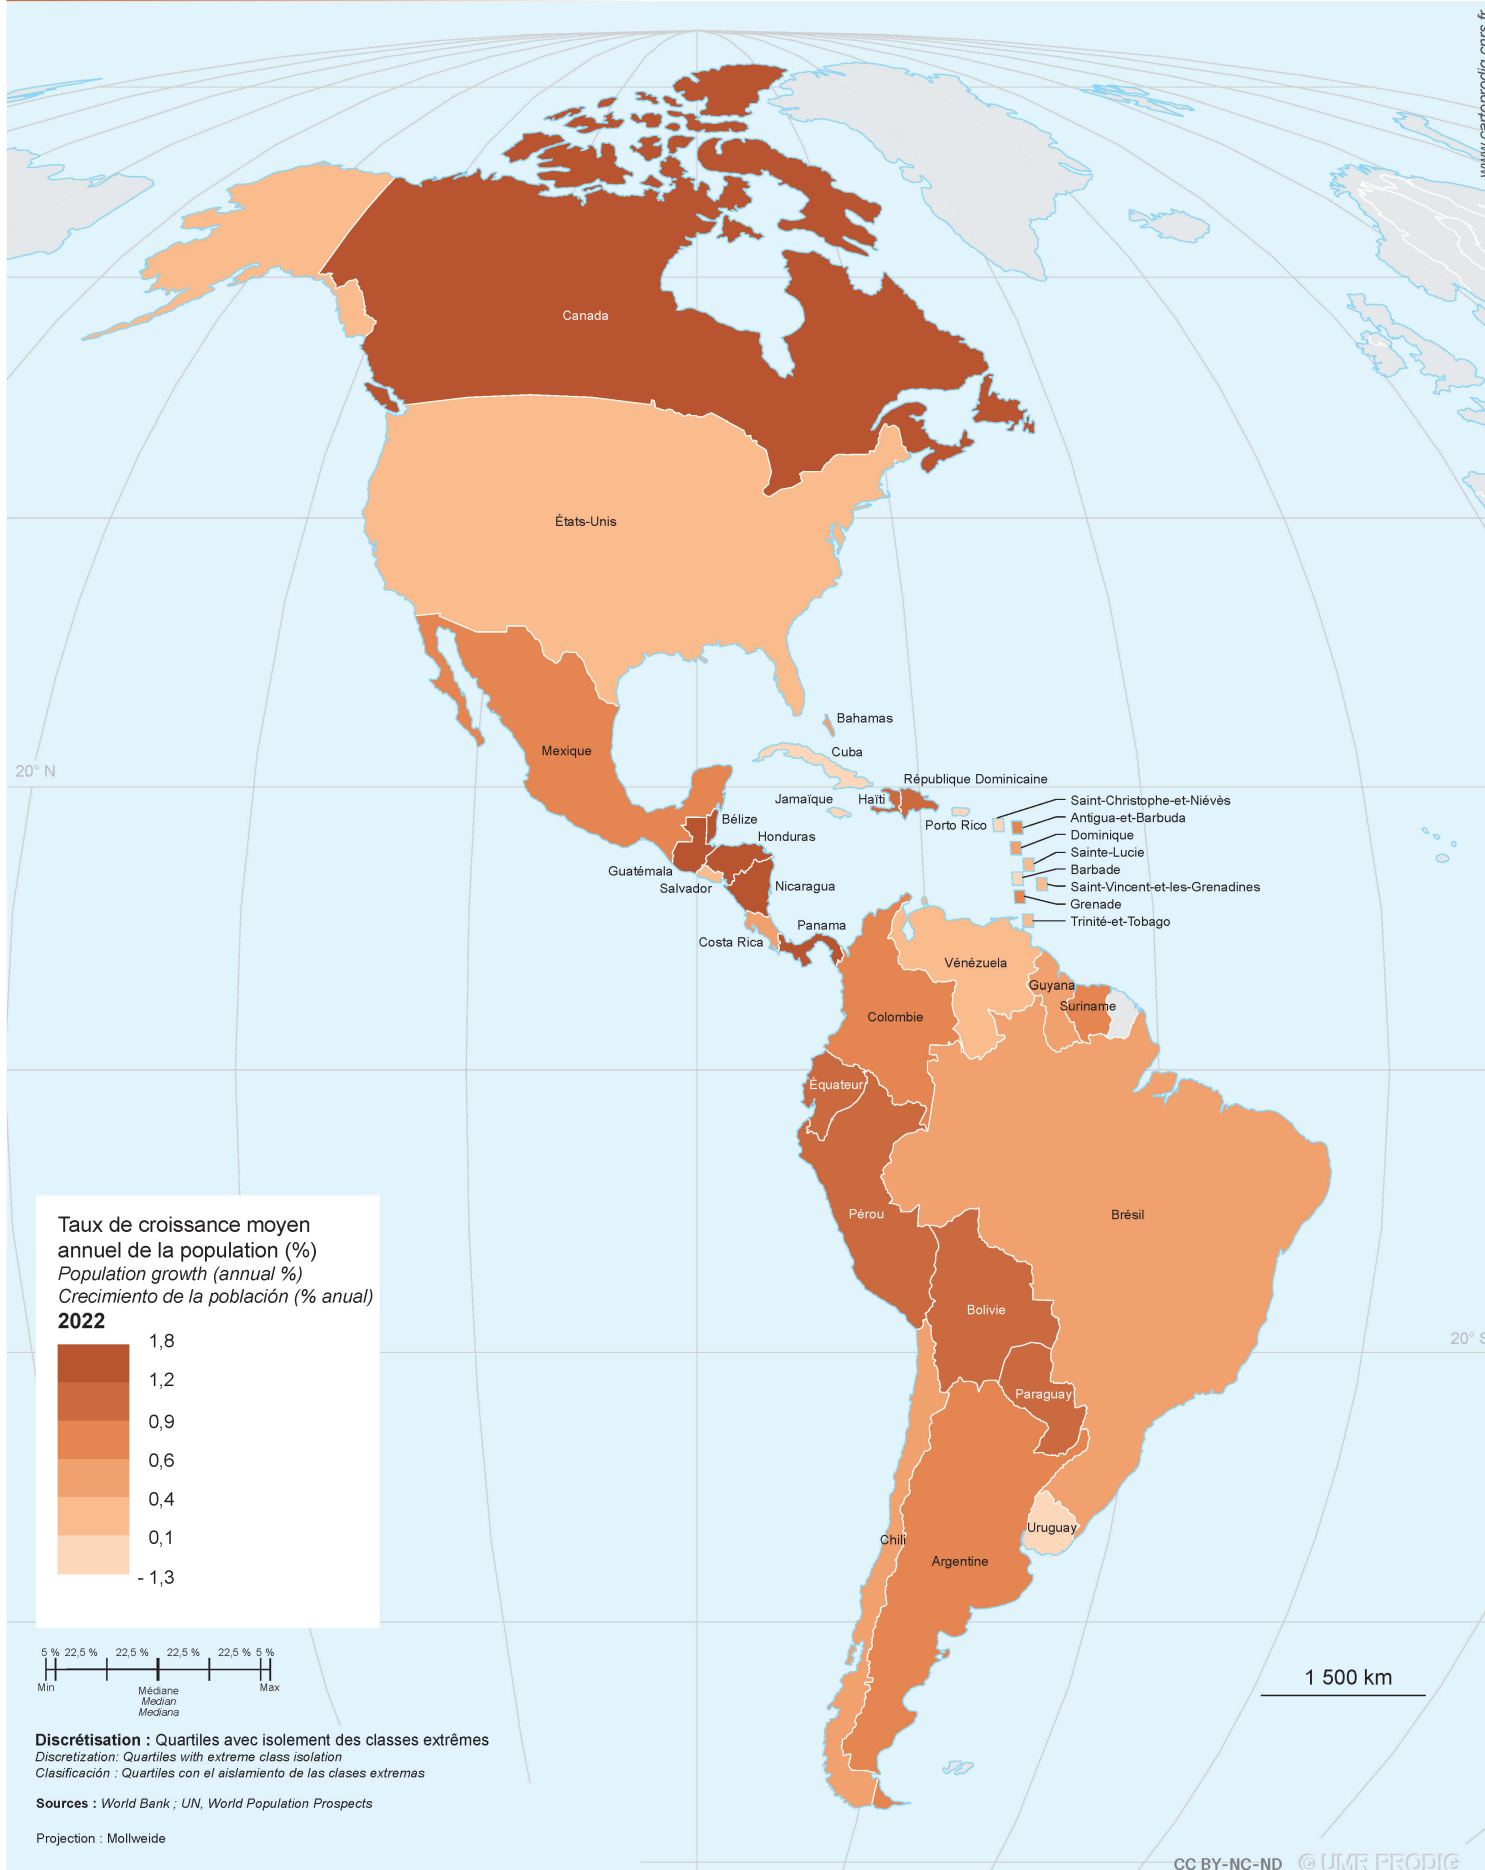 www.cartoprodig.cnrs.fr
Canada
États-Unis
Mexique
Bahamas
Cuba
20° N
République Dominicaine
Jamaïque
Haïti
Porto Rico
Saint-Christophe-et-Niévès
Antigua-et-Barbuda
Dominique
Sainte-Lucie
Barbade
Saint-Vincent-et-les-Grenadines
Grenade
Trinité-et-Tobago
Bélize
Honduras
Guatémala
Salvador
Nicaragua
Panama
Costa Rica
Vénézuela
Guyana
Suriname
Colombie
Équateur
Pérou
Brésil
Bolivie
20° S
Paraguay
Uruguay
Chili
Argentine
Taux de croissance moyen
annuel de la population (%)
Population growth (annual %)
Crecimiento de la población (% anual)
2022
1,8
1,2
0,9
0,6
0,4
0,1
- 1,3
5 % 22,5 % 22,5 % 22,5 % 22,5 % 5 %
Min
Max
Médiane
Median
Mediana
1 500 km
Discrétisation : Quartiles avec isolement des classes extrêmes
Discretization: Quartiles with extreme class isolation
Clasificación : Quartiles con el aislamiento de las clases extremas
Sources : World Bank ; UN, World Population Prospects
Projection : Mollweide
CC BY-NC-ND © UMR PRODIG